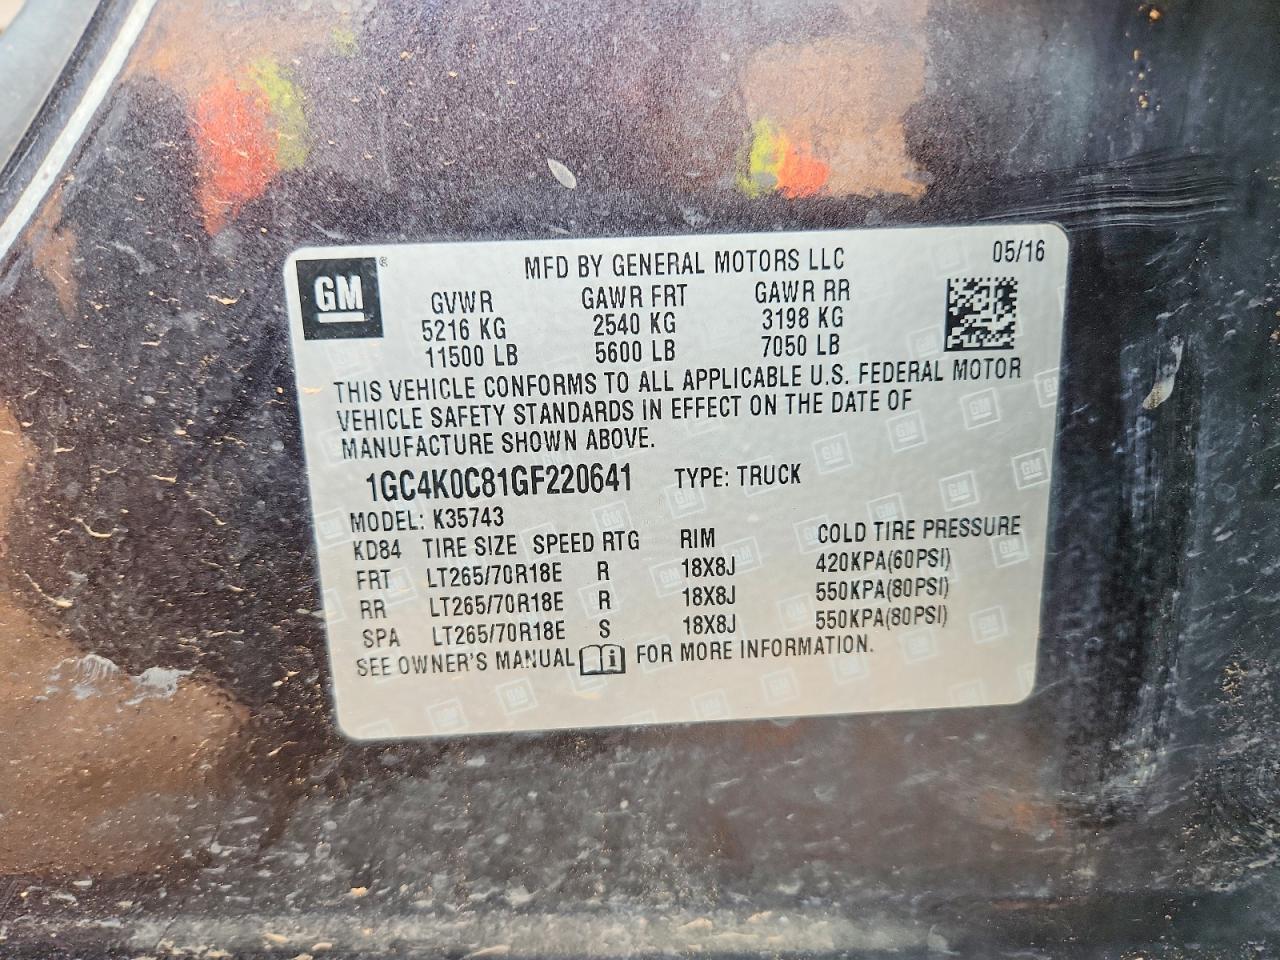 GM®
MFD BY GENERAL MOTORS LLC 05/16
GVWR GAWR FRT GAWR RR
5216 KG 2540 KG 3198 KG
11500 LB 5600 LB 7050 LB
THIS VEHICLE CONFORMS TO ALL APPLICABLE U.S. FEDERAL MOTOR
VEHICLE SAFETY STANDARDS IN EFFECT ON THE DATE OF
MANUFACTURE SHOWN ABOVE.
1GC4K0C81GF220641 TYPE: TRUCK
MODEL: K35743
KD84 TIRE SIZE SPEED RTG RIM COLD TIRE PRESSURE
FRT LT265/70R18E R 18X8J 420KPA(60PSI)
RR LT265/70R18E R 18X8J 550KPA(80PSI)
SPA LT265/70R18E S 18X8J 550KPA(80PSI)
SEE OWNER'S MANUAL i FOR MORE INFORMATION.